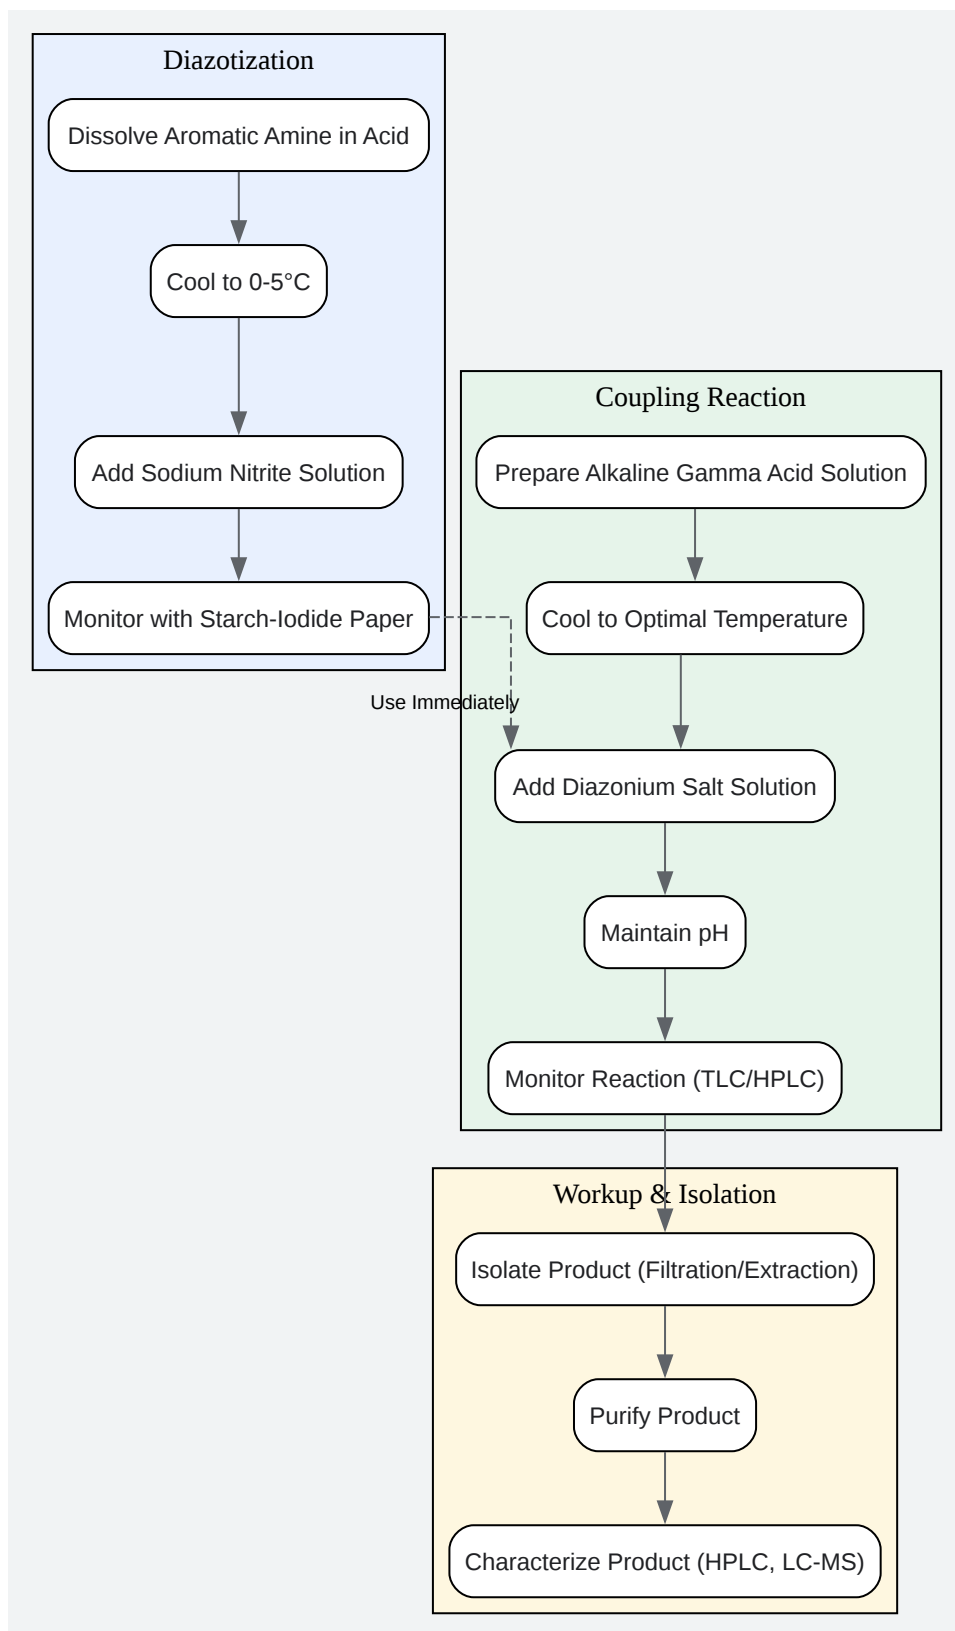 Diazotization
Dissolve Aromatic Amine in Acid
Cool to 0-5°C
Add Sodium Nitrite Solution
Monitor with Starch-Iodide Paper
Use Immediately
Coupling Reaction
Prepare Alkaline Gamma Acid Solution
Cool to Optimal Temperature
Add Diazonium Salt Solution
Maintain pH
Monitor Reaction (TLC/HPLC)
Workup & Isolation
Isolate Product (Filtration/Extraction)
Purify Product
Characterize Product (HPLC, LC-MS)